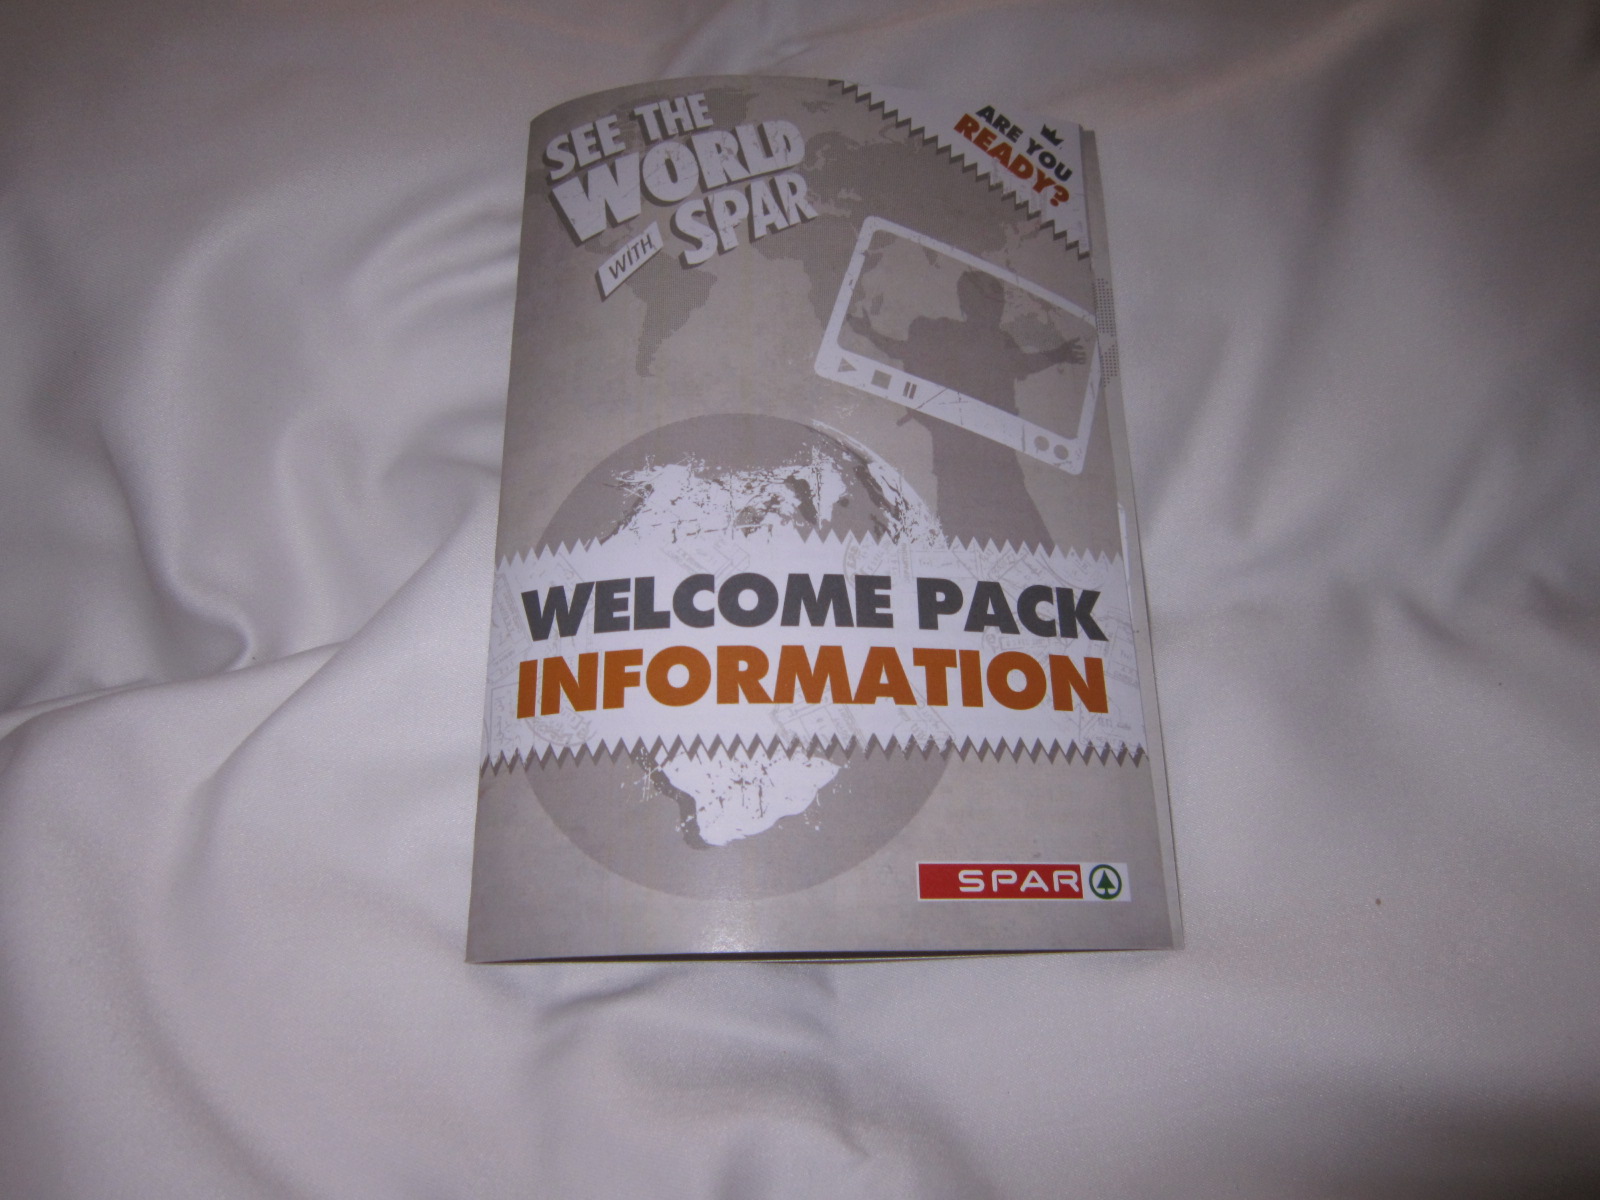 SEE THE
WORLD
WITH SPAR
ARE YOU
READY?
WELCOME PACK
INFORMATION
SPAR